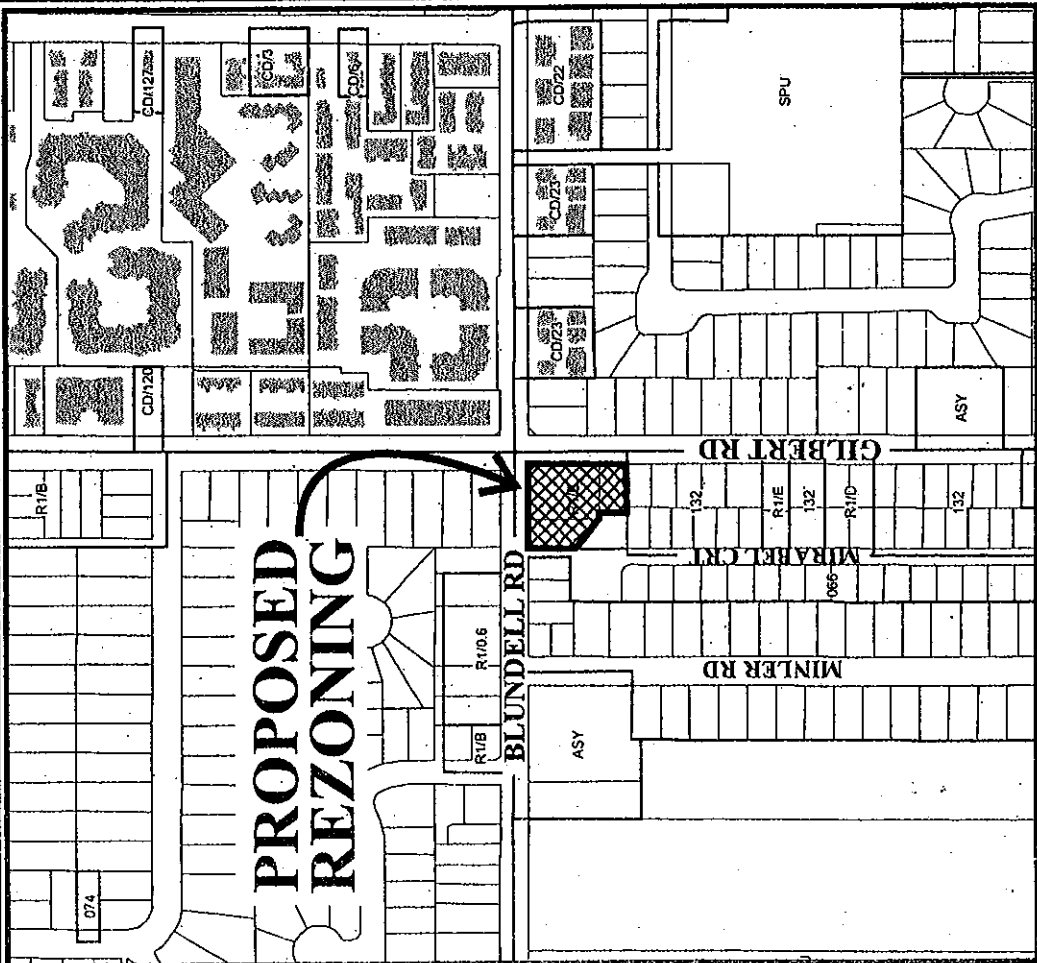 CD/127
CD/3
CD/64
CD/22
SPU
CD/23
CD/23
CD/120
ASY
GILBERT RD
R1/B
132
R1/E
132
R1/D
132
PROPOSED
REZONING
MIRABEL CRT
066
BLUNDELL RD
R1/0.6
R1/B
MINLER RD
ASY
074